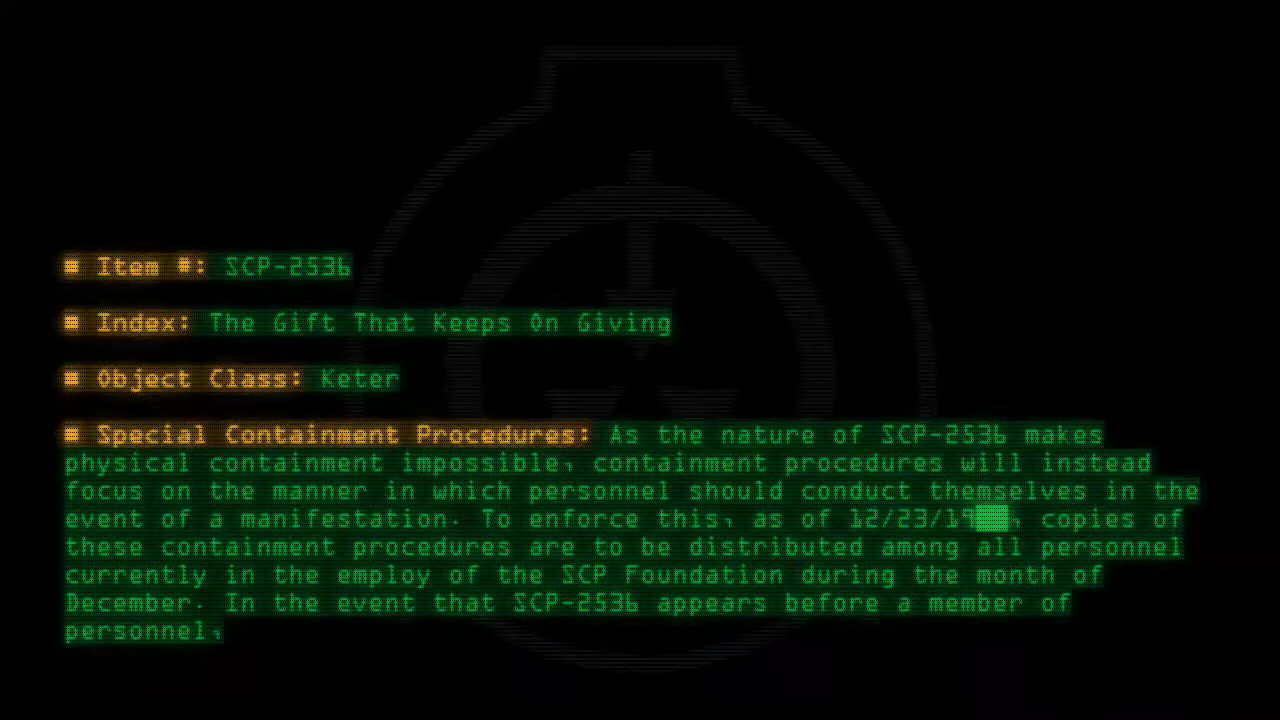 ■ Item #: SCP-2536
■ Index: The Gift That Keeps On Giving
■ Object Class: Keter
■ Special Containment Procedures: As the nature of SCP-2536 makes
physical containment impossible, containment procedures will instead
focus on the manner in which personnel should conduct themselves in the
event of a manifestation. To enforce this, as of 12/23/19██, copies of
these containment procedures are to be distributed among all personnel
currently in the employ of the SCP Foundation during the month of
December. In the event that SCP-2536 appears before a member of
personnel,